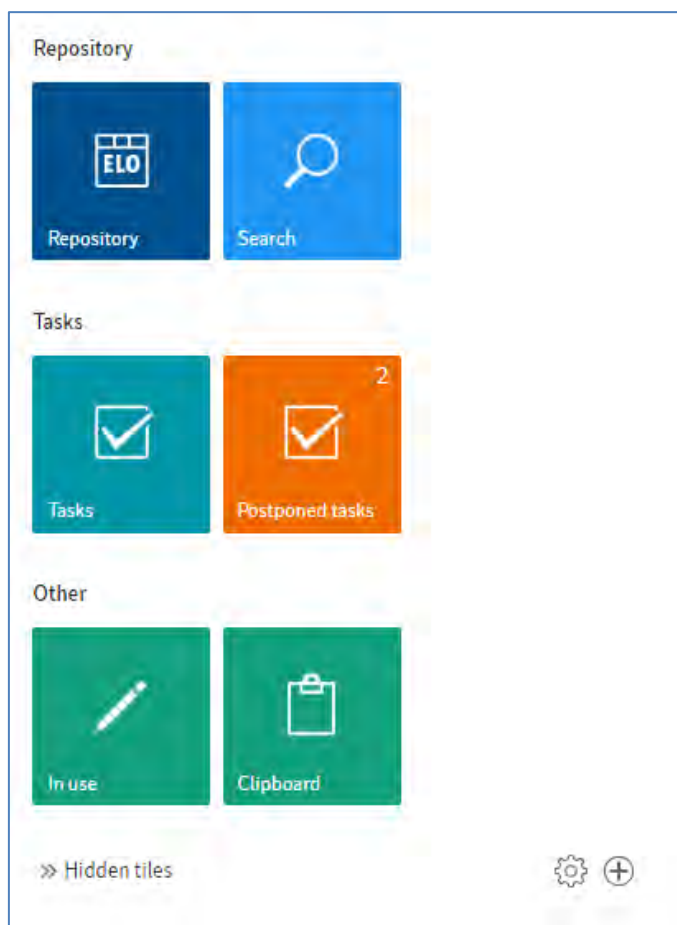 Repository
ELO
Repository Search
Tasks
2
Tasks Postponed tasks
Other
In use Clipboard
Hidden tiles